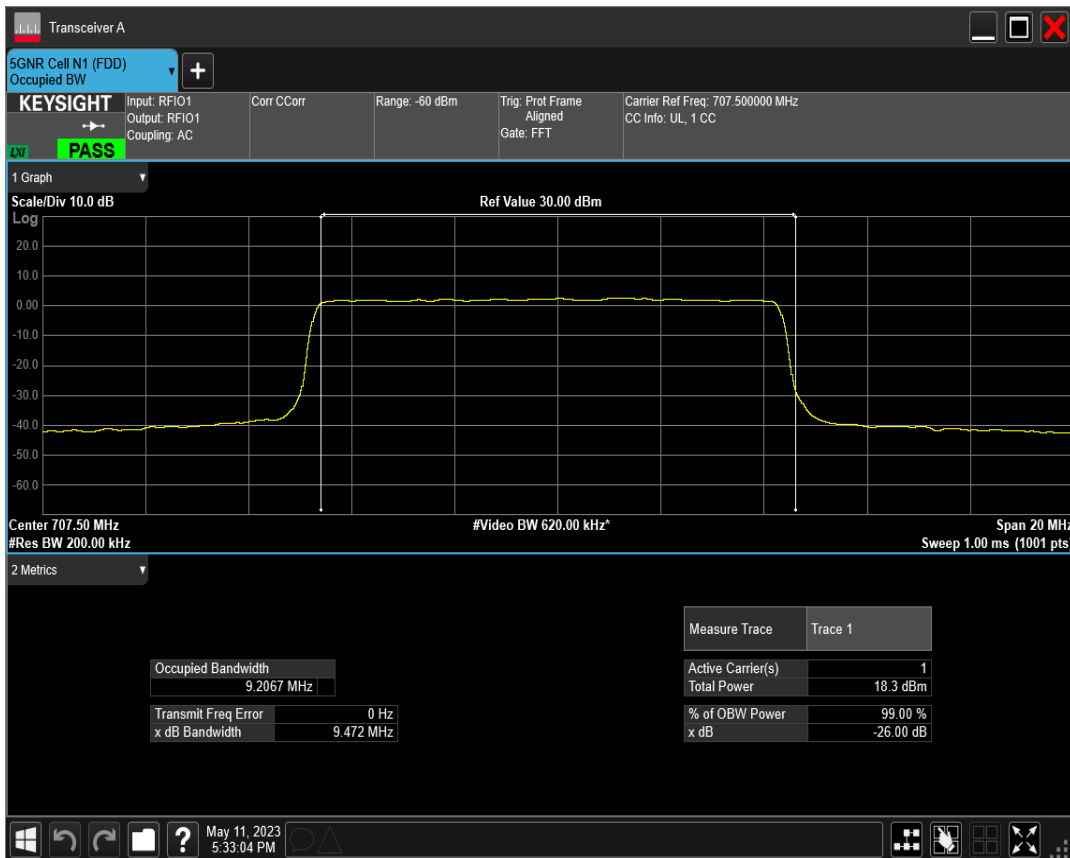 Transceiver A
5GNR Cell N1 (FDD)
Occupied BW
+
KEYSIGHT Input: RFIO1 Corr CCorr Range: -60 dBm Trig: Prot Frame Carrier Ref Freq: 707.500000 MHz
Output: RFIO1 Aligned CC Info: UL, 1 CC
Coupling: AC Gate: FFT
LXI PASS
1 Graph
Scale/Div 10.0 dB Ref Value 30.00 dBm
Log
20.0
10.0
0.00
-10.0
-20.0
-30.0
-40.0
-50.0
-60.0
Center 707.50 MHz #Video BW 620.00 kHz* Span 20 MHz
#Res BW 200.00 kHz Sweep 1.00 ms (1001 pts)
2 Metrics
Measure Trace Trace 1
Occupied Bandwidth Active Carrier(s) 1
9.2067 MHz Total Power 18.3 dBm
Transmit Freq Error 0 Hz % of OBW Power 99.00 %
x dB Bandwidth 9.472 MHz x dB -26.00 dB
? May 11, 2023
5:33:04 PM